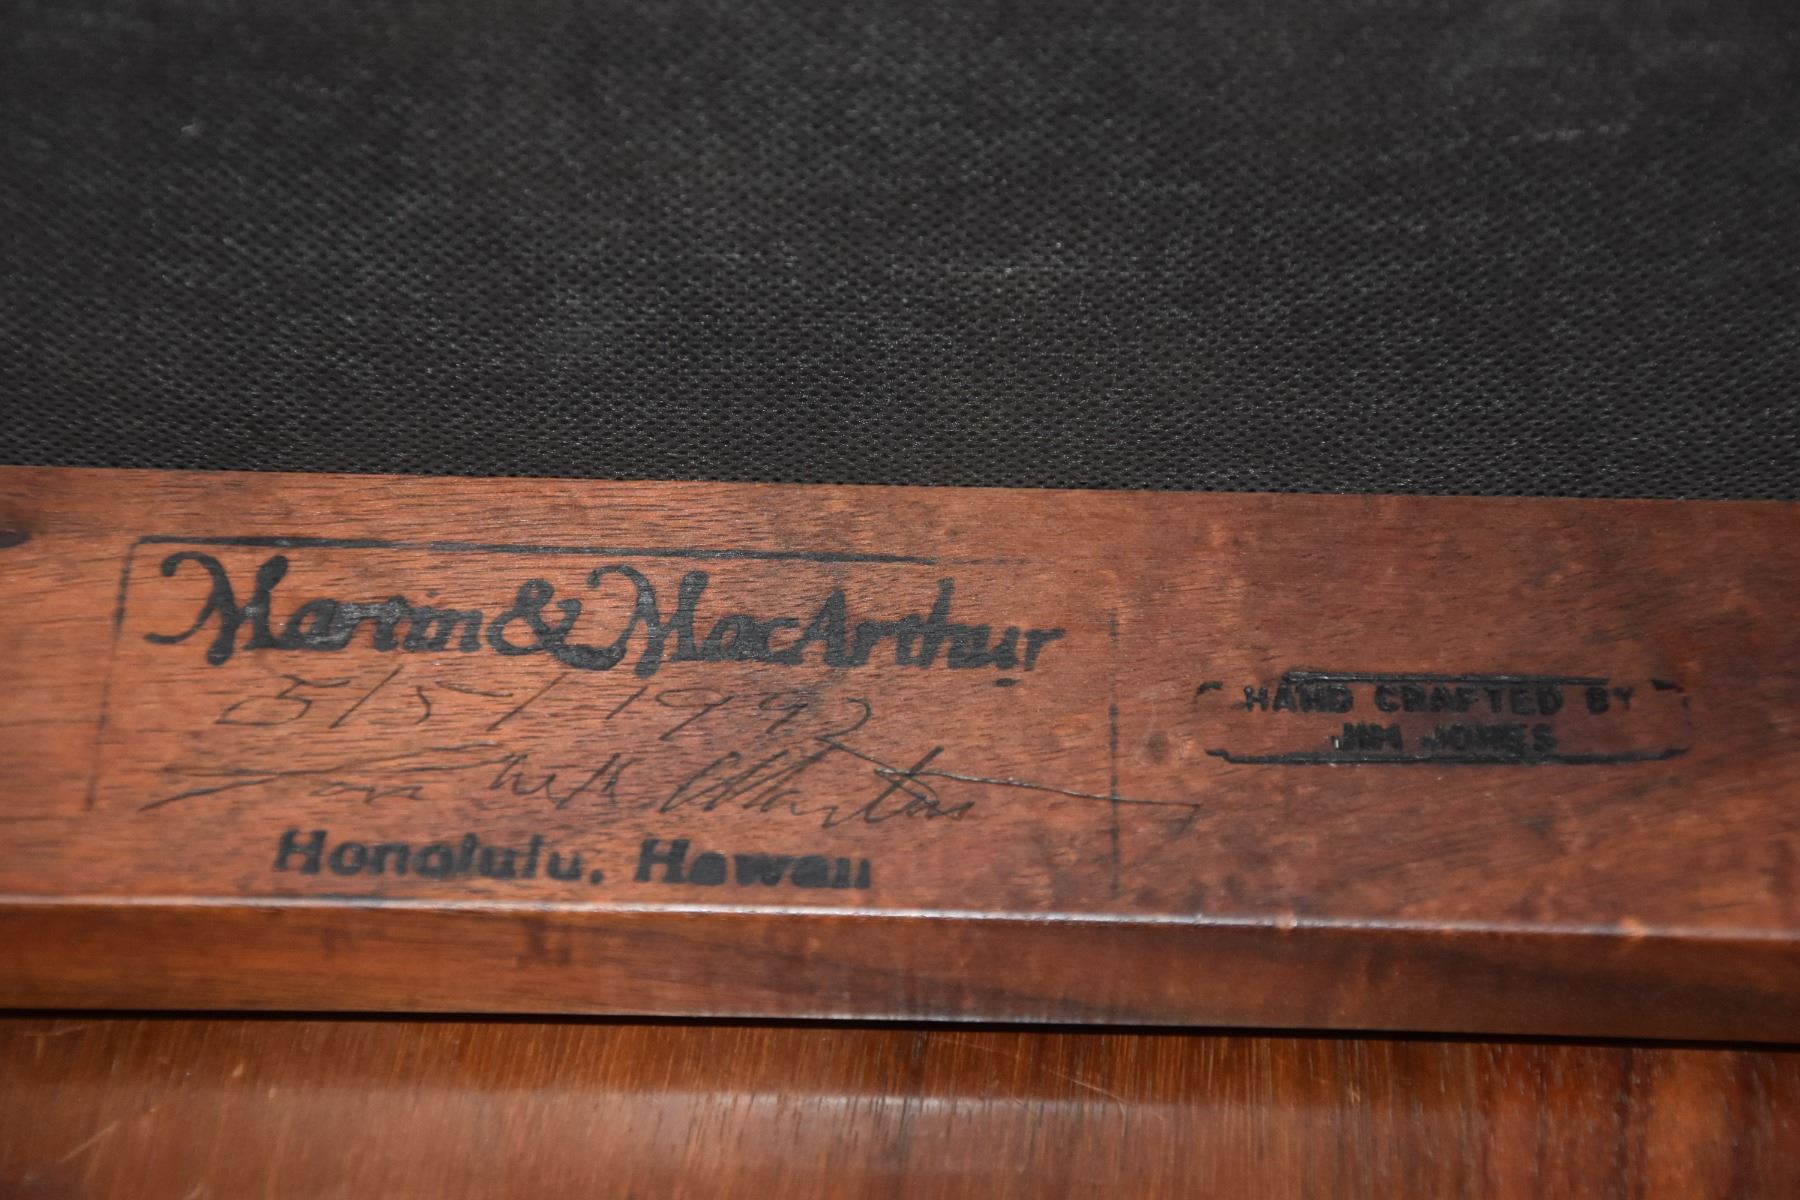 Martin & MacArthur
5/5/1992
Honolulu, Hawaii
HAND CRAFTED BY
JIM JONES